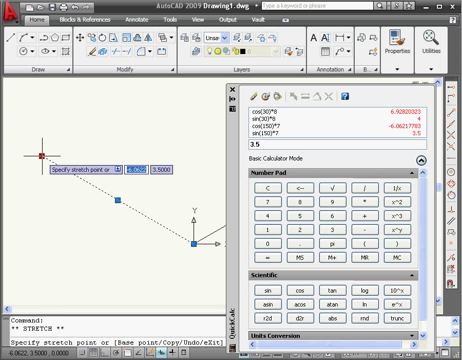 AutoCAD 2009 Drawing1.dwg
Home Blocks & References Annotate Tools View Output Vault
Unse
Properties
Utilities
A
Draw Modify Layers Annotation B...
cos(30)*8 6.92820323
sin(30)*8 4
cos(150)*7 -6.06217783
sin(150)*7 3.5
3.5
Basic Calculator Mode
Number Pad
C <-- √ / 1/x
7 8 9 * x^2
4 5 6 + x^3
1 2 3 - x^y
0 . pi ( )
= MS M+ MR MC
Scientific
sin cos tan log 10^x
asin acos atan ln e^x
r2d d2r abs rnd trunc
Units Conversion
QuickCalc
Specify stretch point or -6.0622 3.5000
Y
Command:
** STRETCH **
Specify stretch point or [Base point/Copy/Undo/eXit]
-6.0622, 3.5000 , 0.0000